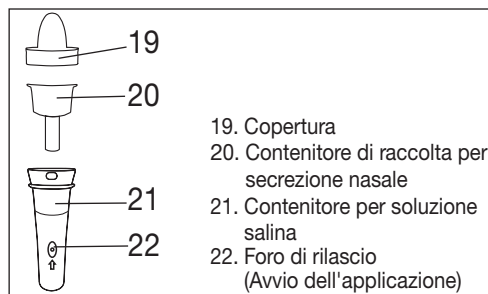 19
20
21
22
19. Copertura
20. Contenitore di raccolta per
secrezione nasale
21. Contenitore per soluzione
salina
22. Foro di rilascio
(Avvio dell'applicazione)